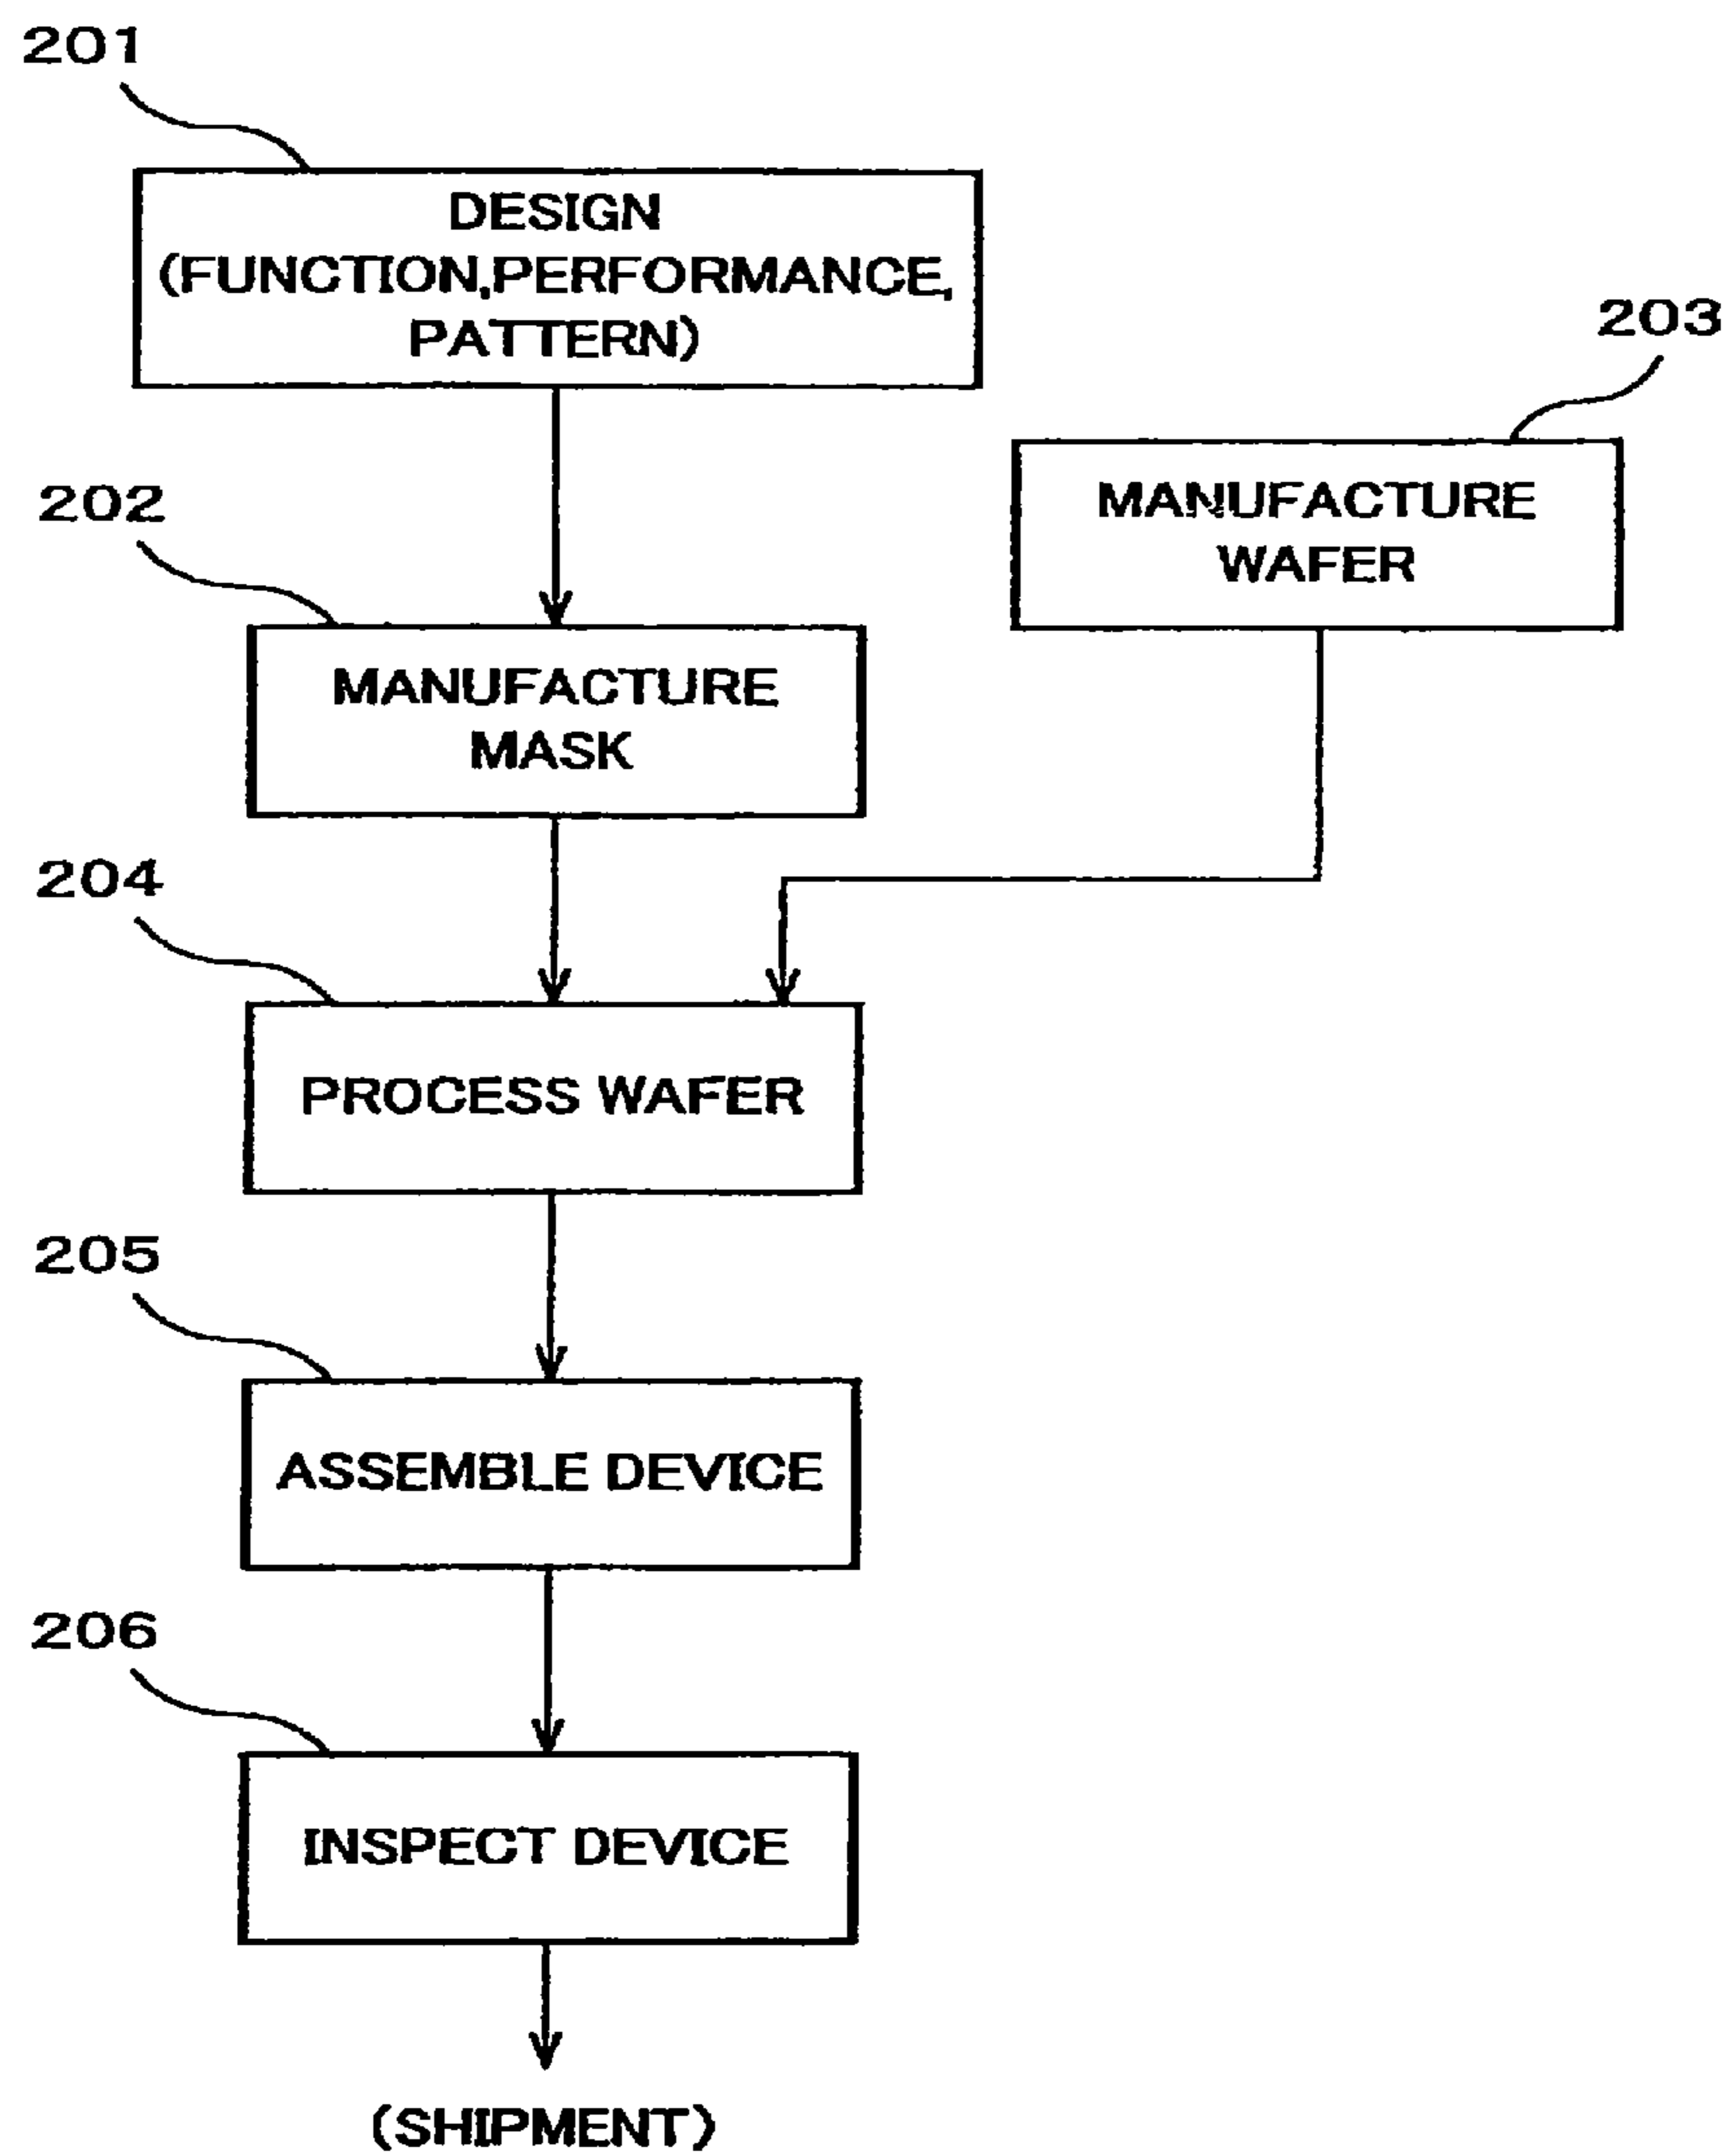 201
DESIGN
(FUNCTION,PERFORMANCE,
PATTERN)
203
MANUFACTURE
WAFER
202
MANUFACTURE
MASK
204
PROCESS WAFER
205
ASSEMBLE DEVICE
206
INSPECT DEVICE
(SHIPMENT)